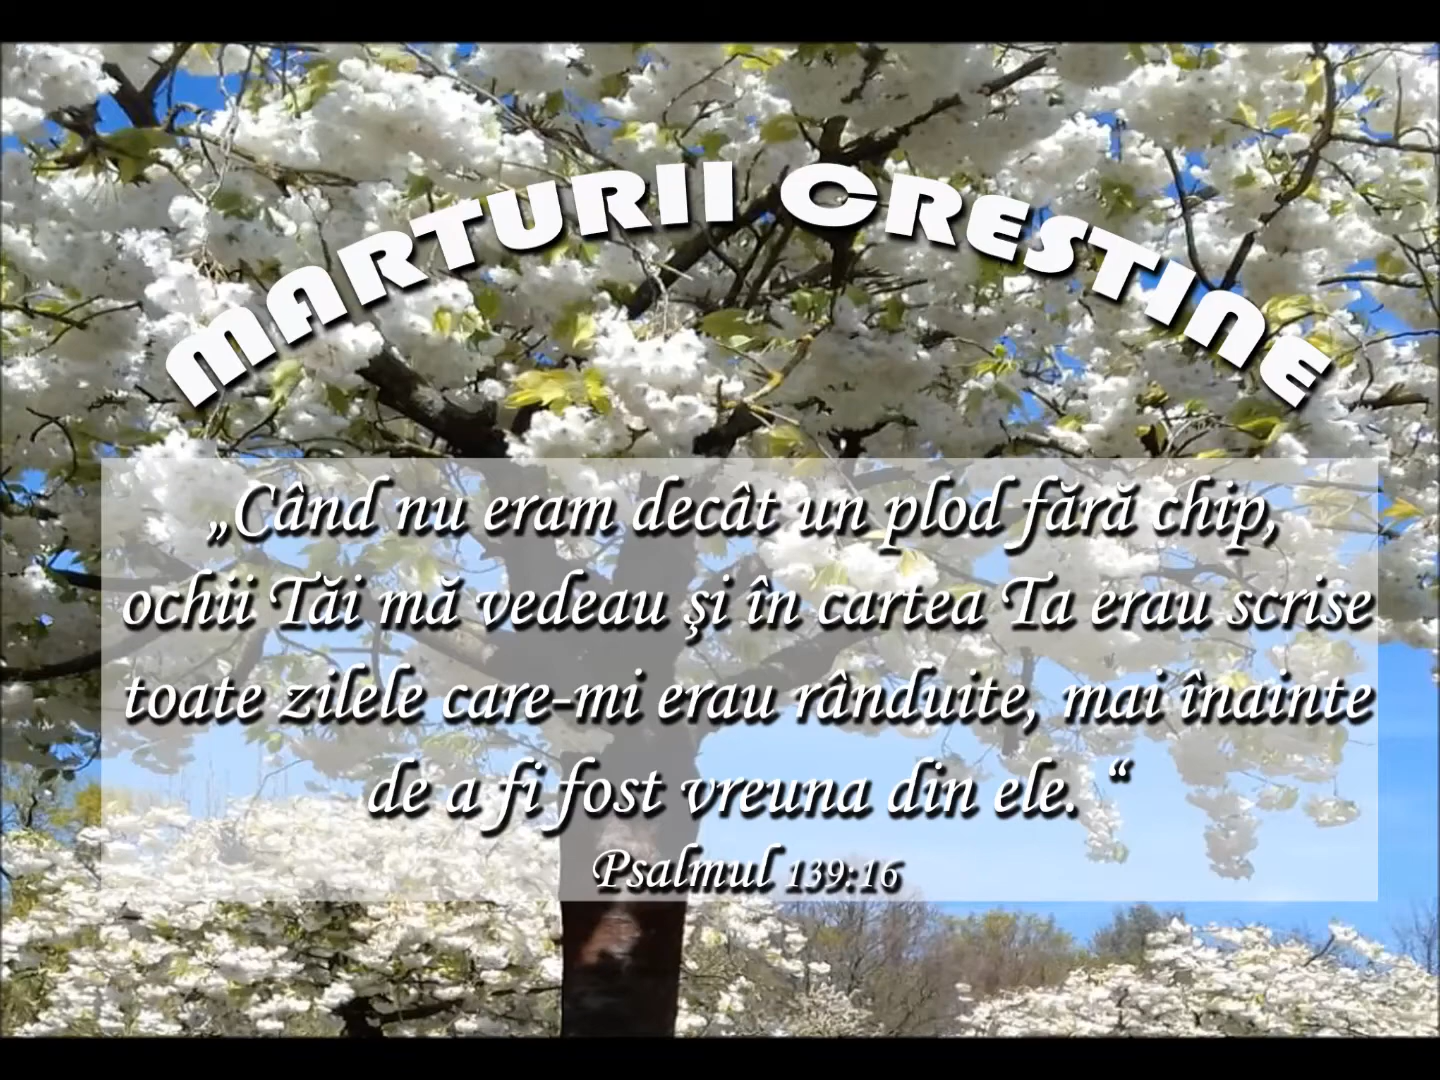 MARTURII CRESTINE
„Când nu eram decât un plod fără chip,
ochii Tăi mă vedeau şi în cartea Ta erau scrise
toate zilele care-mi erau rânduite, mai înainte
de a fi fost vreuna din ele. “
Psalmul 139:16